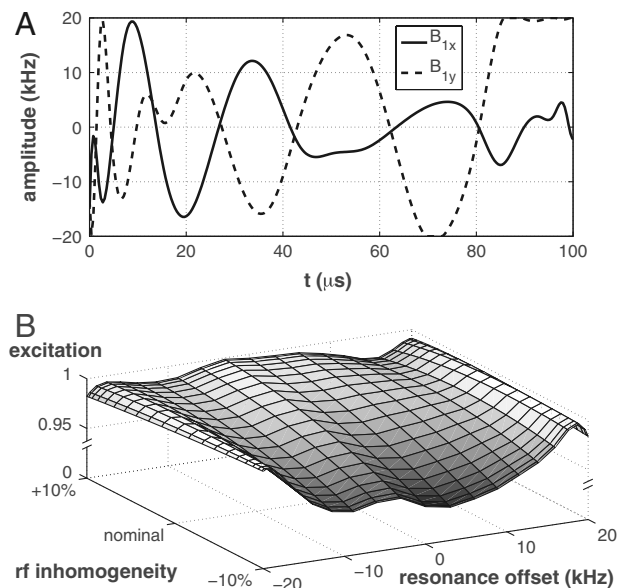 A
amplitude (kHz)
20
10
0
−10
−20
B1x
B1y
0
20
40
60
80
100
t (μs)
B
excitation
1
0.95
0
+10%
nominal
−10%
rf inhomogeneity
−20
−10
0
10
20
resonance offset (kHz)